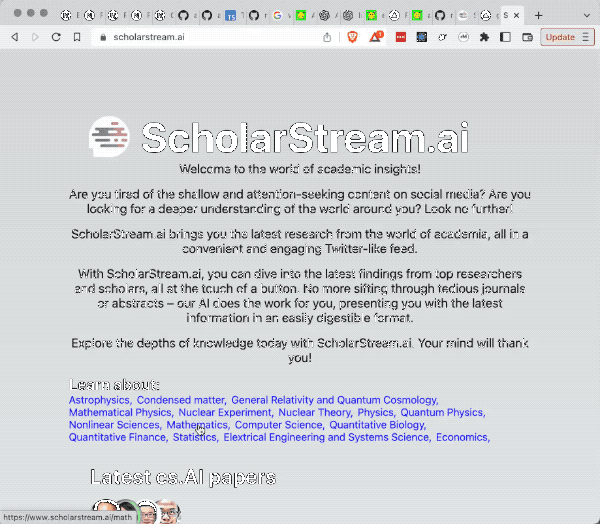 scholarstream.ai
Update
ScholarStream.ai
Welcome to the world of academic insights!
Are you tired of the shallow and attention-seeking content on social media? Are you
looking for a deeper understanding of the world around you? Look no further!
ScholarStream.ai brings you the latest research from the world of academia, all in a
convenient and engaging Twitter-like feed.
With ScholarStream.ai, you can dive into the latest findings from top researchers
and scholars, all at the touch of a button. No more sifting through tedious journals
or abstracts – our AI does the work for you, presenting you with the latest
information in an easily digestible format.
Explore the depths of knowledge today with ScholarStream.ai. Your mind will thank
you!
Learn about:
Astrophysics, Condensed matter, General Relativity and Quantum Cosmology,
Mathematical Physics, Nuclear Experiment, Nuclear Theory, Physics, Quantum Physics,
Nonlinear Sciences, Mathematics, Computer Science, Quantitative Biology,
Quantitative Finance, Statistics, Elextrical Engineering and Systems Science, Economics,
Latest cs.AI papers
https://www.scholarstream.ai/math